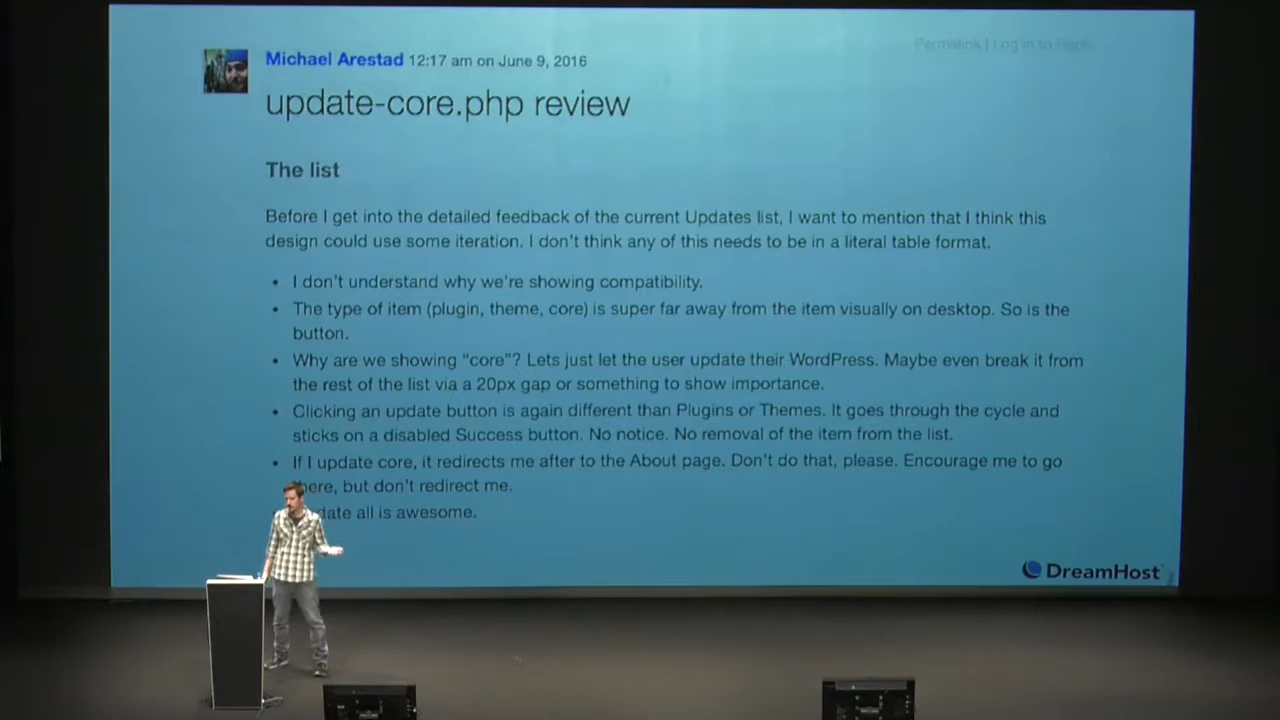 Permalink | Log in to Reply
Michael Arestad 12:17 am on June 9, 2016
update-core.php review
The list
Before I get into the detailed feedback of the current Updates list, I want to mention that I think this
design could use some iteration. I don't think any of this needs to be in a literal table format.
• I don't understand why we're showing compatibility.
• The type of item (plugin, theme, core) is super far away from the item visually on desktop. So is the
button.
• Why are we showing "core"? Lets just let the user update their WordPress. Maybe even break it from
the rest of the list via a 20px gap or something to show importance.
• Clicking an update button is again different than Plugins or Themes. It goes through the cycle and
sticks on a disabled Success button. No notice. No removal of the item from the list.
• If I update core, it redirects me after to the About page. Don't do that, please. Encourage me to go
here, but don't redirect me.
date all is awesome.
DreamHost